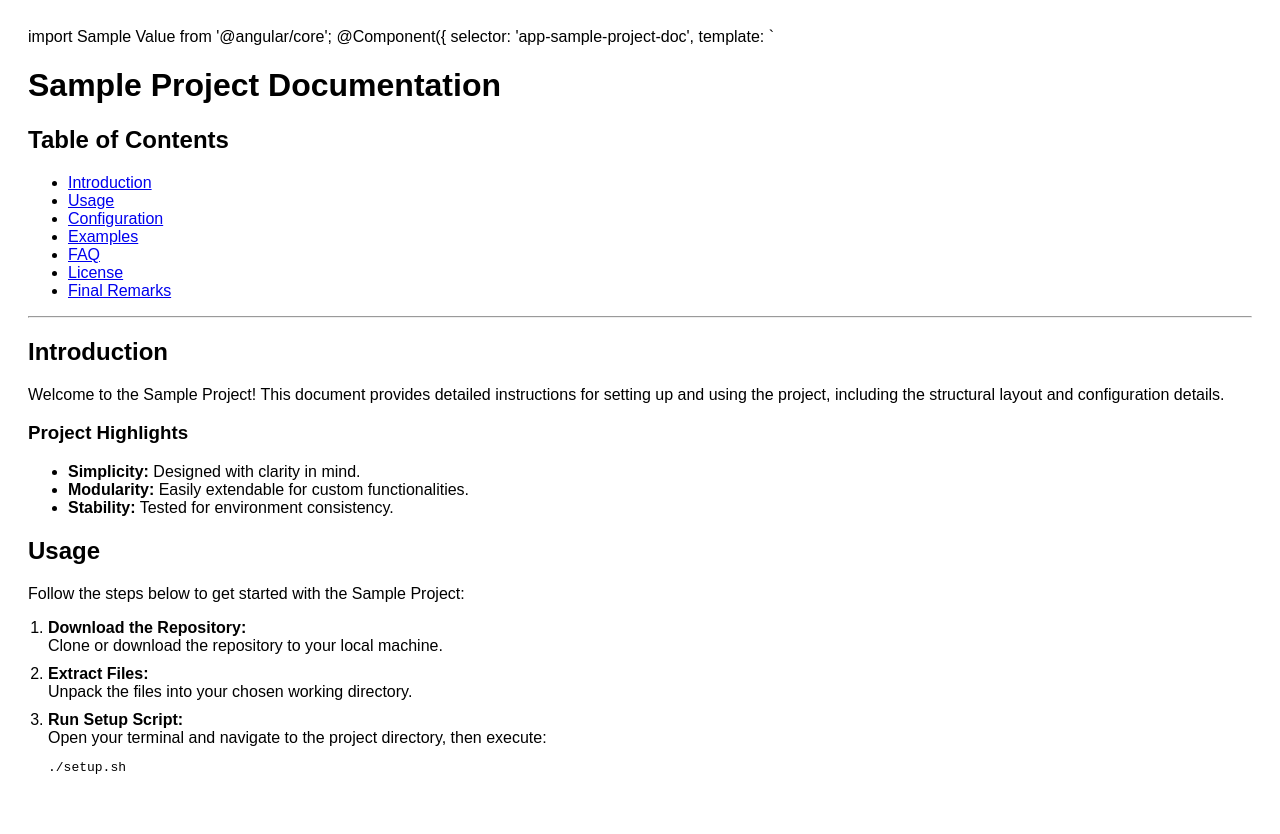 import Sample Value from '@angular/core'; @Component({ selector: 'app-sample-project-doc', template: `
Sample Project Documentation
Table of Contents
Introduction
Usage
Configuration
Examples
FAQ
License
Final Remarks
Introduction
Welcome to the Sample Project! This document provides detailed instructions for setting up and using the project, including the structural layout and configuration details.
Project Highlights
Simplicity: Designed with clarity in mind.
Modularity: Easily extendable for custom functionalities.
Stability: Tested for environment consistency.
Usage
Follow the steps below to get started with the Sample Project:
1. Download the Repository:
Clone or download the repository to your local machine.
2. Extract Files:
Unpack the files into your chosen working directory.
3. Run Setup Script:
Open your terminal and navigate to the project directory, then execute:
./setup.sh